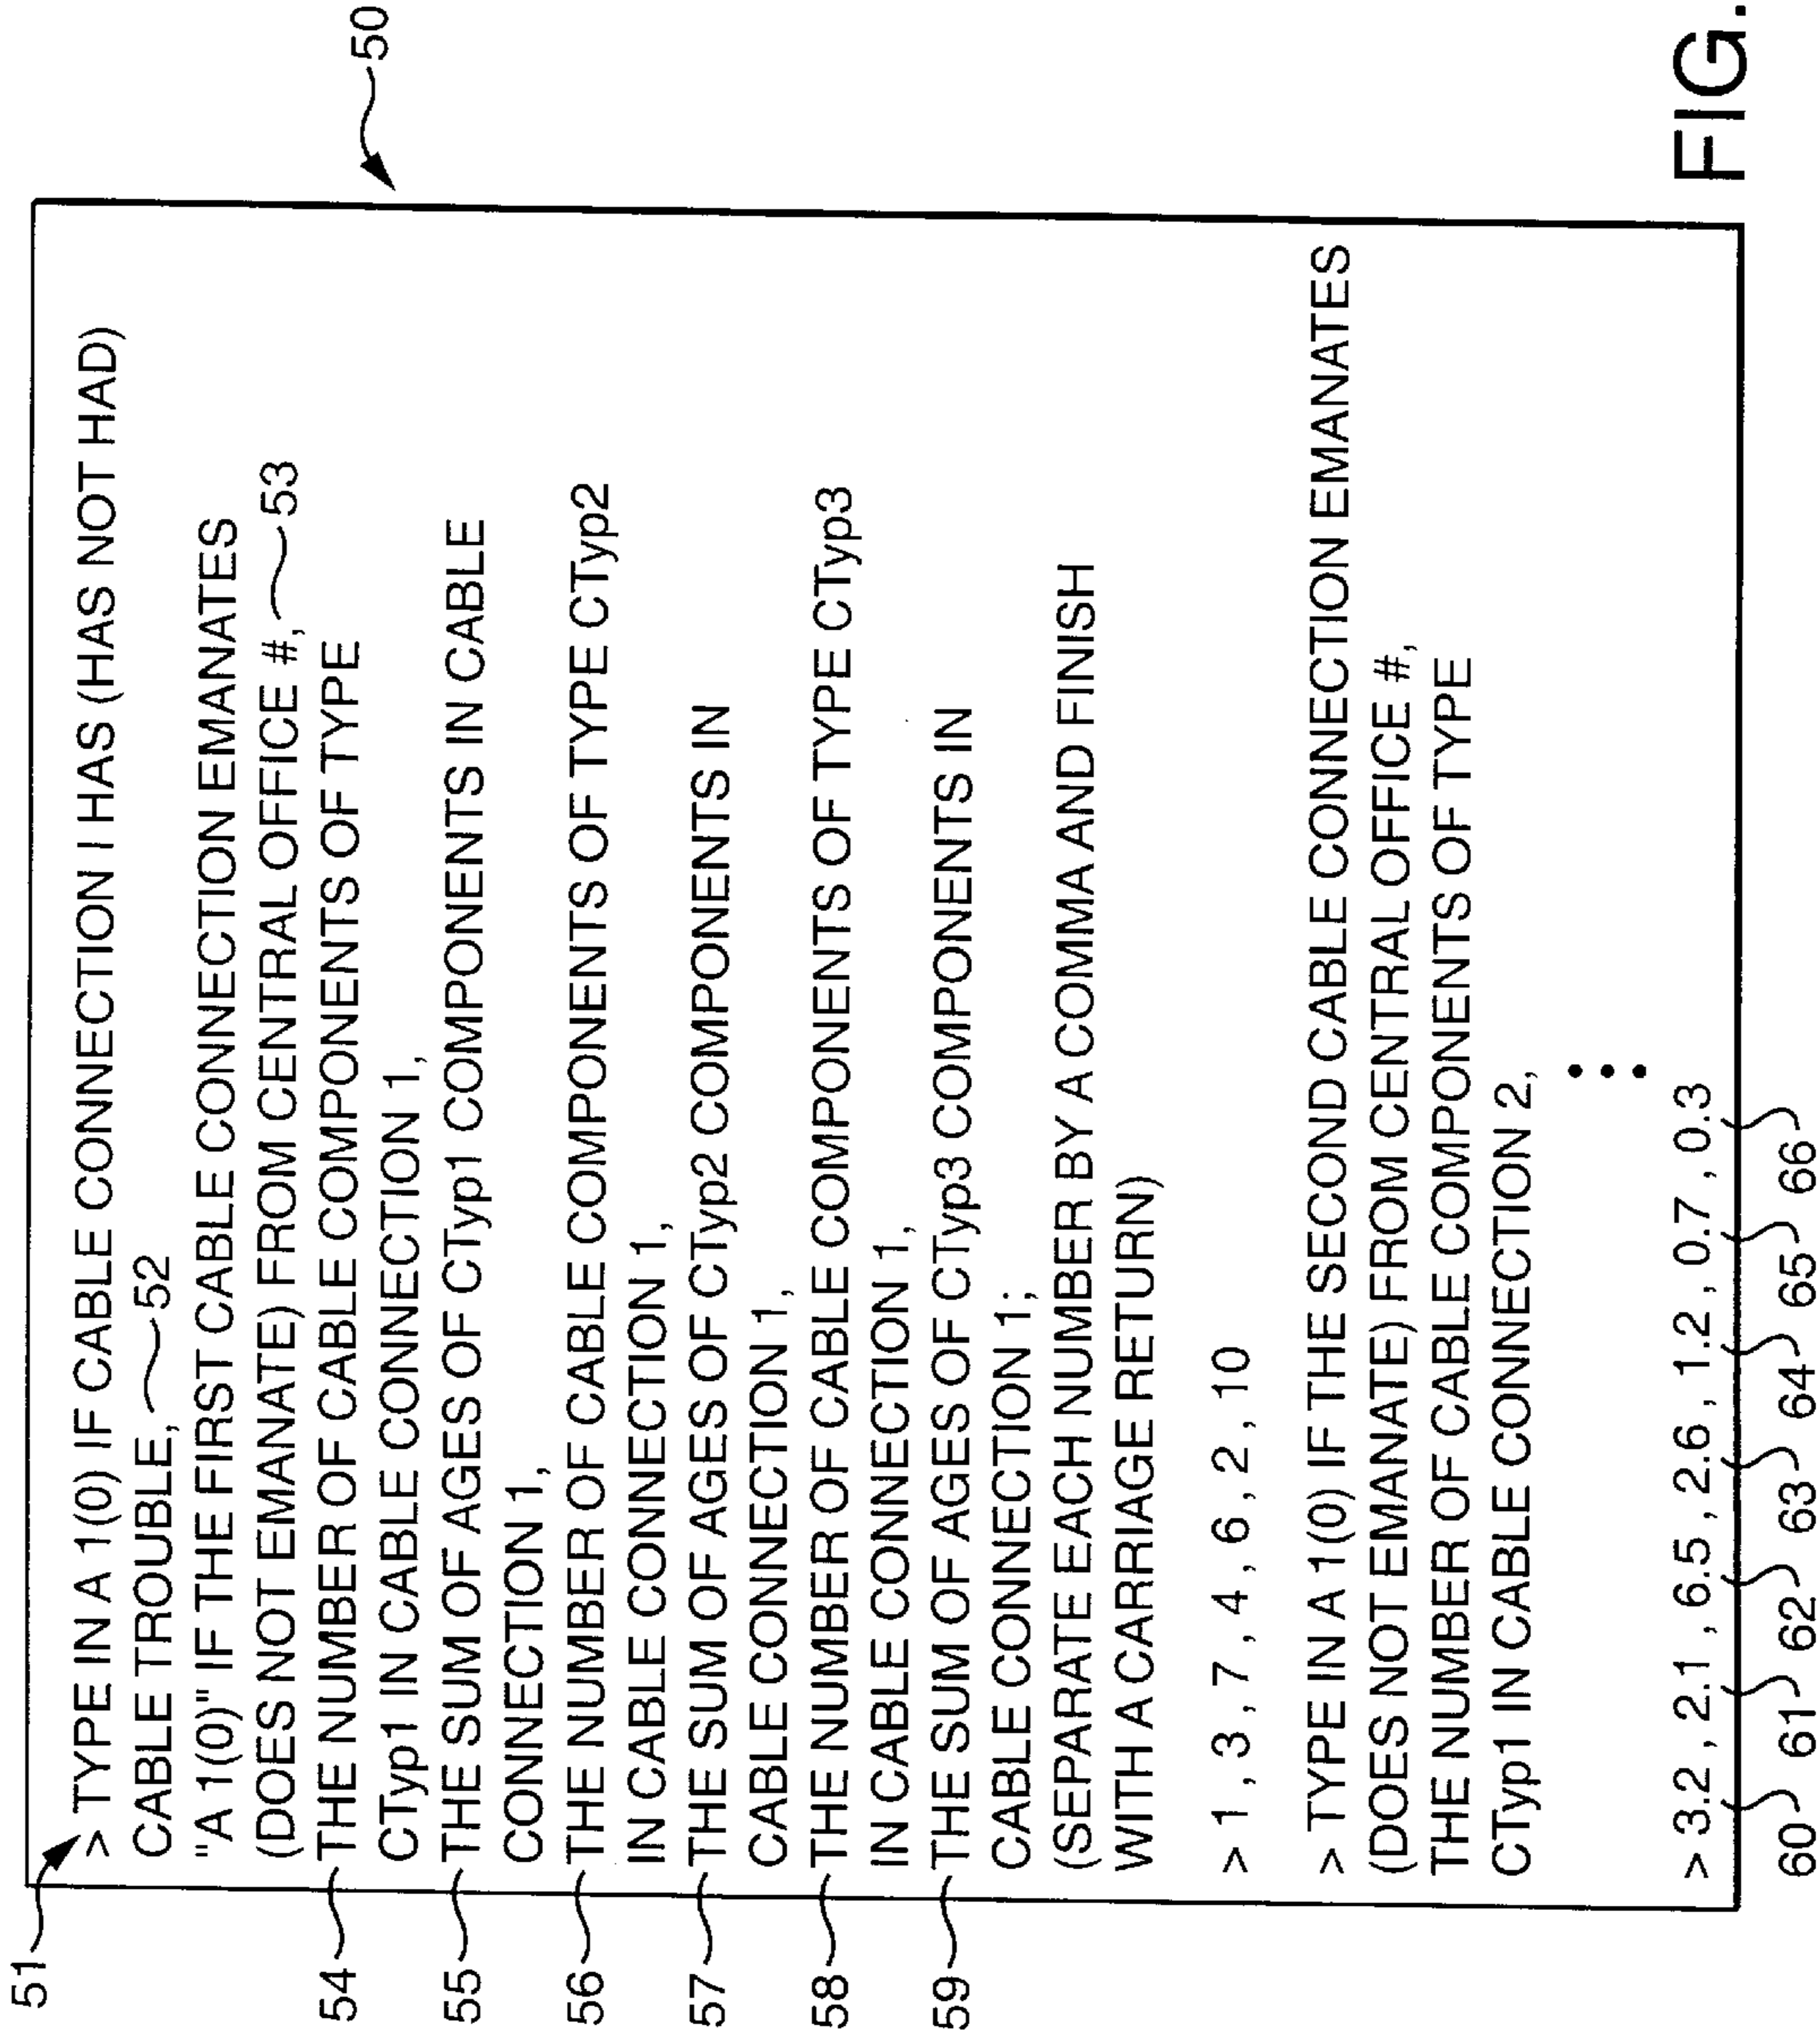 51
50
> TYPE IN A 1(0) IF CABLE CONNECTION I HAS (HAS NOT HAD)
CABLE TROUBLE, 52
"A 1(0)" IF THE FIRST CABLE CONNECTION EMANATES
(DOES NOT EMANATE) FROM CENTRAL OFFICE #, 53
54 THE NUMBER OF CABLE COMPONENTS OF TYPE
CTyp1 IN CABLE CONNECTION 1,
55 THE SUM OF AGES OF CTyp1 COMPONENTS IN CABLE
CONNECTION 1,
56 THE NUMBER OF CABLE COMPONENTS OF TYPE CTyp2
IN CABLE CONNECTION 1,
57 THE SUM OF AGES OF CTyp2 COMPONENTS IN
CABLE CONNECTION 1,
58 THE NUMBER OF CABLE COMPONENTS OF TYPE CTyp3
IN CABLE CONNECTION 1,
59 THE SUM OF AGES OF CTyp3 COMPONENTS IN
CABLE CONNECTION 1;
(SEPARATE EACH NUMBER BY A COMMA AND FINISH
WITH A CARRIAGE RETURN)
> 1 , 3 , 7 , 4 , 6 , 2 , 10
> TYPE IN A 1(0) IF THE SECOND CABLE CONNECTION EMANATES
(DOES NOT EMANATE) FROM CENTRAL OFFICE #,
THE NUMBER OF CABLE COMPONENTS OF TYPE
CTyp1 IN CABLE CONNECTION 2,
> 3.2 , 2.1 , 6.5 , 2.6 , 1.2 , 0.7 , 0.3
60 61 62 63 64 65 66
FIG.